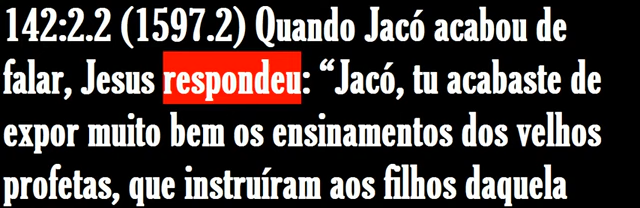 142:2.2 (1597.2) Quando Jacó acabou de
falar, Jesus respondeu: “Jacó, tu acabaste de
expor muito bem os ensinamentos dos velhos
profetas, que instruíram aos filhos daquela